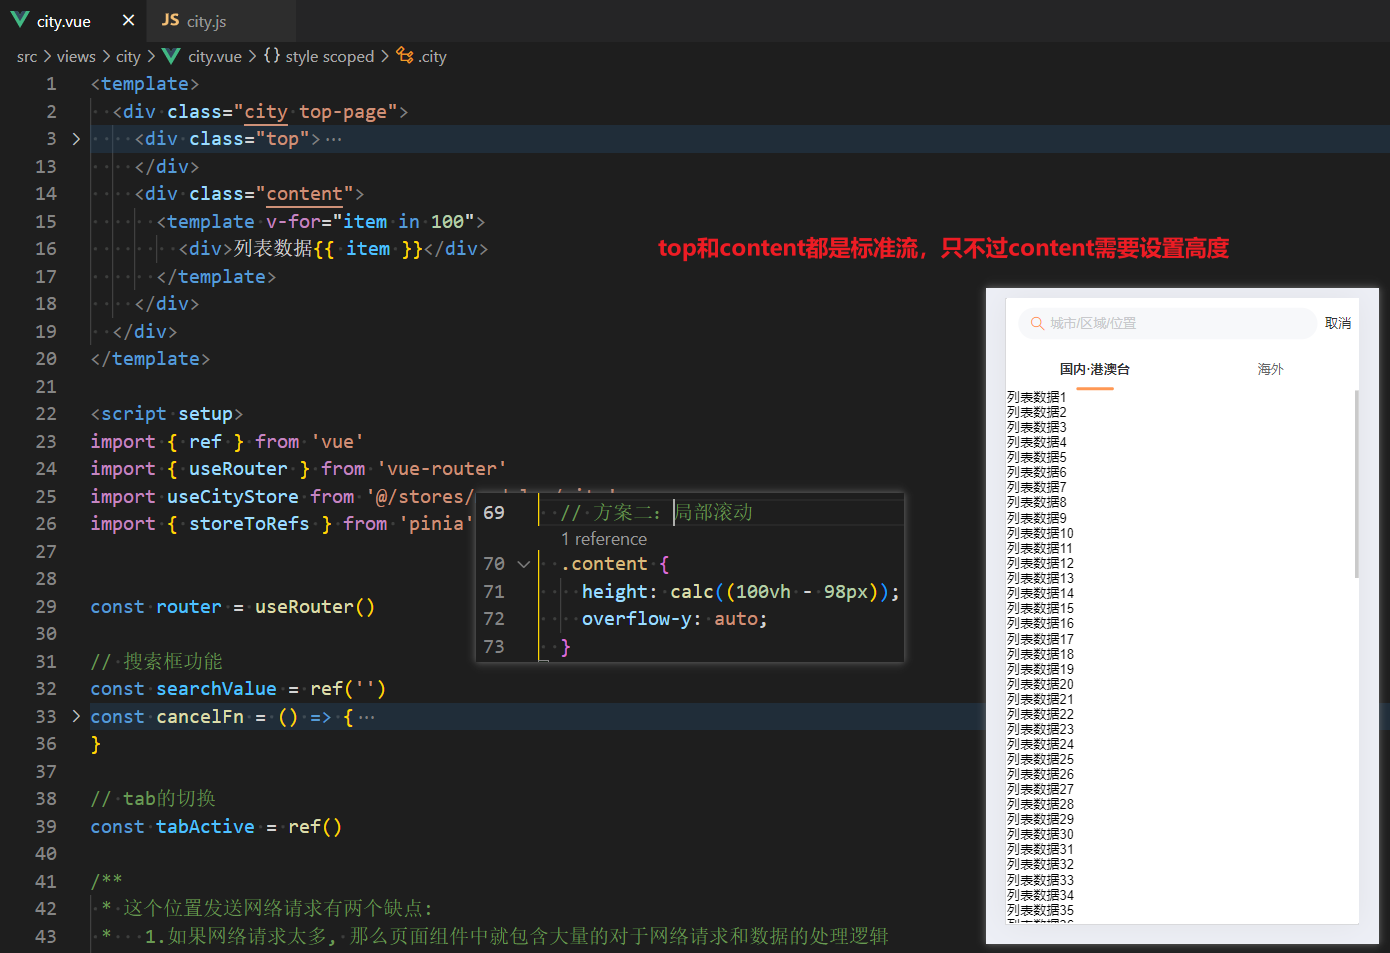 city.vue
JS city.js
src > views > city > city.vue > {} style scoped > .city
1 <template>
2 <div class="city top-page">
3 <div class="top">…
13 </div>
14 <div class="content">
15 <template v-for="item in 100">
16 <div>列表数据{{ item }}</div>
17 </template>
18 </div>
19 </div>
20 </template>
21
22 <script setup>
23 import { ref } from 'vue'
24 import { useRouter } from 'vue-router'
25 import useCityStore from '@/stores/
26 import { storeToRefs } from 'pinia'
27
28
29 const router = useRouter()
30
31 // 搜索框功能
32 const searchValue = ref('')
33 const cancelFn = () => {…
36 }
37
38 // tab的切换
39 const tabActive = ref()
40
41 /**
42 * 这个位置发送网络请求有两个缺点:
43 * 1.如果网络请求太多, 那么页面组件中就包含大量的对于网络请求和数据的处理逻辑
69 // 方案二: 局部滚动
1 reference
70 .content {
71 height: calc((100vh - 98px));
72 overflow-y: auto;
73 }
top和content都是标准流，只不过content需要设置高度
城市/区域/位置 取消
国内·港澳台 海外
列表数据1
列表数据2
列表数据3
列表数据4
列表数据5
列表数据6
列表数据7
列表数据8
列表数据9
列表数据10
列表数据11
列表数据12
列表数据13
列表数据14
列表数据15
列表数据16
列表数据17
列表数据18
列表数据19
列表数据20
列表数据21
列表数据22
列表数据23
列表数据24
列表数据25
列表数据26
列表数据27
列表数据28
列表数据29
列表数据30
列表数据31
列表数据32
列表数据33
列表数据34
列表数据35